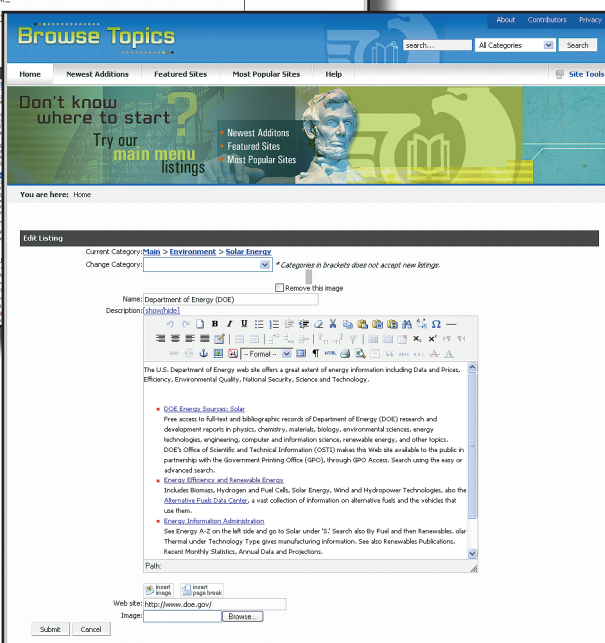 About Contributors Privacy
Browse Topics
search... All Categories Search
Home Newest Additions Featured Sites Most Popular Sites Help Site Tools
Don't know
where to start
?
Try our
main menu
listings
Newest Additons
Featured Sites
Most Popular Sites
You are here: Home
Edit Listing
Current Category: Main > Environment > Solar Energy
Change Category: * Categories in brackets does not accept new listings.
Remove this image
Name: Department of Energy (DOE)
Description: [show/hide]
B I U
-- Format --
The U.S. Department of Energy web site offers a great extent of energy information including Data and Prices,
Efficiency, Environmental Quality, National Security, Science and Technology.
DOE Energy Sources: Solar
Free access to full-text and bibliographic records of Department of Energy (DOE) research and
development reports in physics, chemistry, materials, biology, environmental sciences, energy
technologies, engineering, computer and information science, renewable energy, and other topics.
DOE's Office of Scientific and Technical Information (OSTI) makes this Web site available to the public in
partnership with the Government Printing Office (GPO), through GPO Access. Search using the easy or
advanced search.
Energy Efficiency and Renewable Energy
Includes Biomass, Hydrogen and Fuel Cells, Solar Energy, Wind and Hydropower Technologies, also the
Alternative Fuels Data Center, a vast collection of information on alternative fuels and the vehicles that
use them.
Energy Information Administration
See Energy A-Z on the left side and go to Solar under 'S.' Search also By Fuel and then Renewables. olar
Thermal under Technology Type gives manufacturing information. See also Renewables Publications,
Recent Monthly Statistics, Annual Data and Projections.
Path:
insert image insert page break
Web site: http://www.doe.gov/
Image: Browse...
Submit Cancel